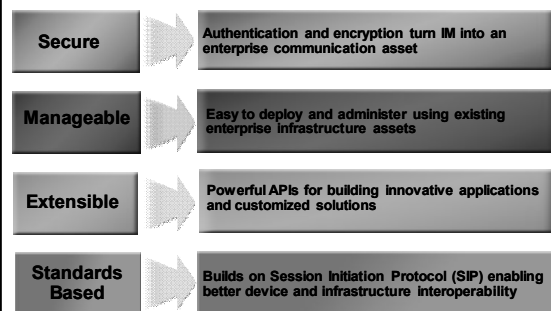 Secure
Authentication and encryption turn IM into an
enterprise communication asset
Manageable
Easy to deploy and administer using existing
enterprise infrastructure assets
Extensible
Powerful APIs for building innovative applications
and customized solutions
Standards
Based
Builds on Session Initiation Protocol (SIP) enabling
better device and infrastructure interoperability